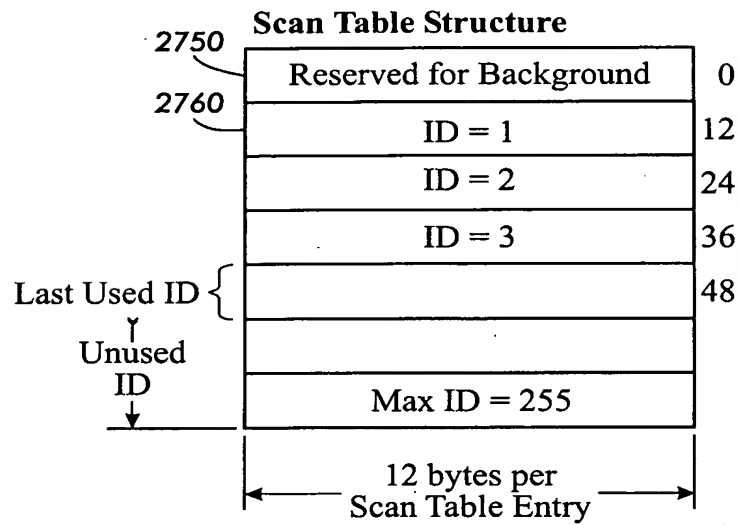 Scan Table Structure
2750
Reserved for Background 0
2760
ID = 1 12
ID = 2 24
ID = 3 36
Last Used ID 48
Unused
ID
Max ID = 255
12 bytes per
Scan Table Entry